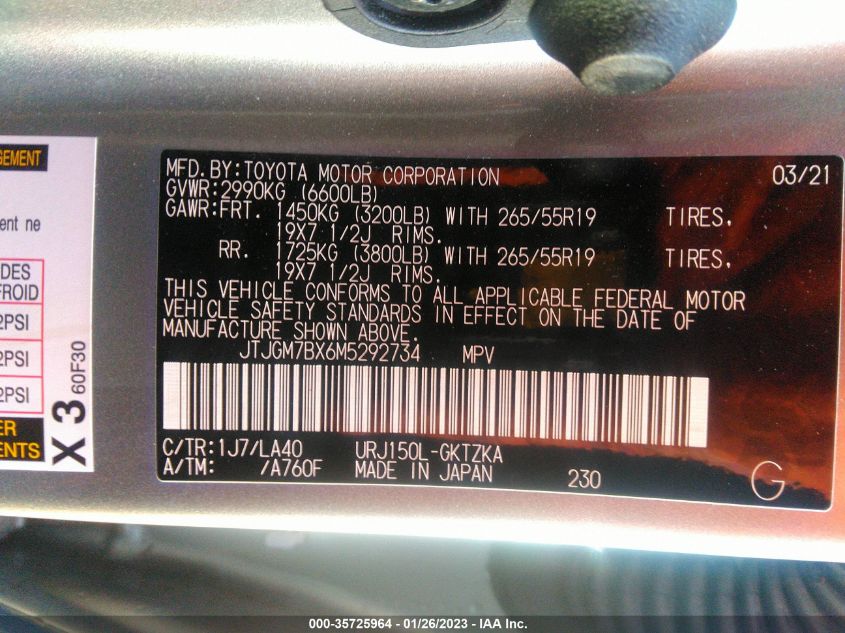 GEMENT
ent ne
DES
FROID
2PSI
2PSI
2PSI
ER
ENTS
X 3
60F30
MFD.BY:TOYOTA MOTOR CORPORATION 03/21
GVWR:2990KG (6600LB)
GAWR:FRT. 1450KG (3200LB) WITH 265/55R19 TIRES,
19X7 1/2J RIMS.
RR. 1725KG (3800LB) WITH 265/55R19 TIRES,
19X7 1/2J RIMS.
THIS VEHICLE CONFORMS TO ALL APPLICABLE FEDERAL MOTOR
VEHICLE SAFETY STANDARDS IN EFFECT ON THE DATE OF
MANUFACTURE SHOWN ABOVE.
JTJGM7BX6M5292734 MPV
C/TR:1J7/LA40 URJ150L-GKTZKA
A/TM: /A760F MADE IN JAPAN 230 G
000-35725964 | 01/26/2023 | IAA Inc.